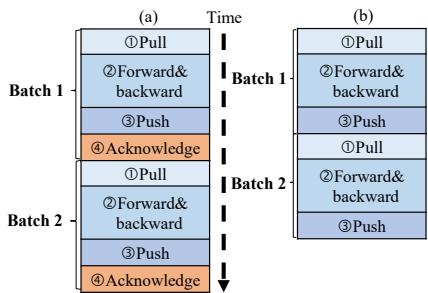 (a)
Time
(b)
Batch 1
①Pull
②Forward&
backward
③Push
④Acknowledge
Batch 2
①Pull
②Forward&
backward
③Push
④Acknowledge
Batch 1
①Pull
②Forward&
backward
③Push
Batch 2
①Pull
②Forward&
backward
③Push